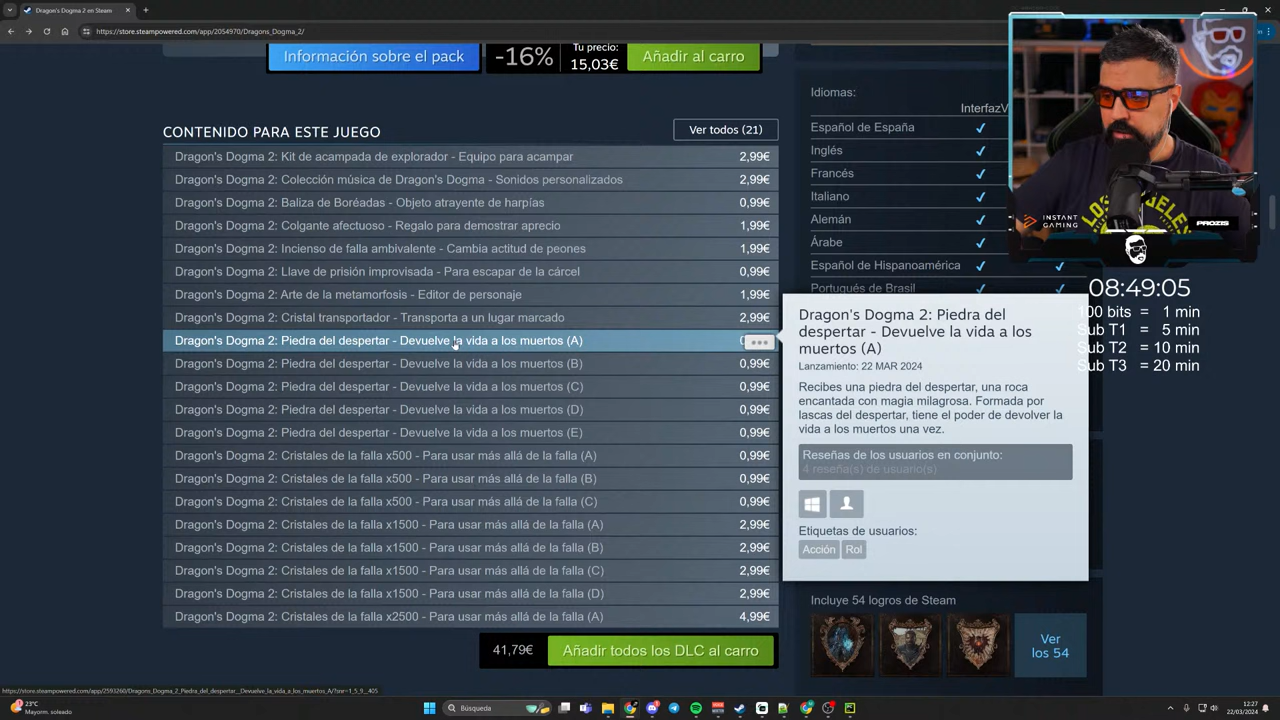 Dragon's Dogma 2 en Steam
https://store.steampowered.com/app/2054970/Dragons_Dogma_2/
Información sobre el pack
-16%
Tu precio:
15,03€
Añadir al carro
CONTENIDO PARA ESTE JUEGO
Ver todos (21)
Dragon's Dogma 2: Kit de acampada de explorador - Equipo para acampar 2,99€
Dragon's Dogma 2: Colección música de Dragon's Dogma - Sonidos personalizados 2,99€
Dragon's Dogma 2: Baliza de Boréadas - Objeto atrayente de harpías 0,99€
Dragon's Dogma 2: Colgante afectuoso - Regalo para demostrar aprecio 1,99€
Dragon's Dogma 2: Incienso de falla ambivalente - Cambia actitud de peones 1,99€
Dragon's Dogma 2: Llave de prisión improvisada - Para escapar de la cárcel 0,99€
Dragon's Dogma 2: Arte de la metamorfosis - Editor de personaje 1,99€
Dragon's Dogma 2: Cristal transportador - Transporta a un lugar marcado 2,99€
Dragon's Dogma 2: Piedra del despertar - Devuelve la vida a los muertos (A)
Dragon's Dogma 2: Piedra del despertar - Devuelve la vida a los muertos (B) 0,99€
Dragon's Dogma 2: Piedra del despertar - Devuelve la vida a los muertos (C) 0,99€
Dragon's Dogma 2: Piedra del despertar - Devuelve la vida a los muertos (D) 0,99€
Dragon's Dogma 2: Piedra del despertar - Devuelve la vida a los muertos (E) 0,99€
Dragon's Dogma 2: Cristales de la falla x500 - Para usar más allá de la falla (A) 0,99€
Dragon's Dogma 2: Cristales de la falla x500 - Para usar más allá de la falla (B) 0,99€
Dragon's Dogma 2: Cristales de la falla x500 - Para usar más allá de la falla (C) 0,99€
Dragon's Dogma 2: Cristales de la falla x1500 - Para usar más allá de la falla (A) 2,99€
Dragon's Dogma 2: Cristales de la falla x1500 - Para usar más allá de la falla (B) 2,99€
Dragon's Dogma 2: Cristales de la falla x1500 - Para usar más allá de la falla (C) 2,99€
Dragon's Dogma 2: Cristales de la falla x1500 - Para usar más allá de la falla (D) 2,99€
Dragon's Dogma 2: Cristales de la falla x2500 - Para usar más allá de la falla (A) 4,99€
41,79€
Añadir todos los DLC al carro
Idiomas:
Interfaz
Español de España
Inglés
Francés
Italiano
Alemán
Árabe
Español de Hispanoamérica
Portugués de Brasil
INSTANT
GAMING
PROZIS
08:49:05
100 bits = 1 min
Sub T1 = 5 min
Sub T2 = 10 min
Sub T3 = 20 min
Dragon's Dogma 2: Piedra del
despertar - Devuelve la vida a los
muertos (A)
Lanzamiento: 22 MAR 2024
Recibes una piedra del despertar, una roca
encantada con magia milagrosa. Formada por
lascas del despertar, tiene el poder de devolver la
vida a los muertos una vez.
Reseñas de los usuarios en conjunto:
4 reseña(s) de usuario(s)
Etiquetas de usuarios:
Acción
Rol
Incluye 54 logros de Steam
Ver
los 54
https://store.steampowered.com/app/2593260/Dragons_Dogma_2_Piedra_del_despertar__Devuelve_la_vida_a_los_muertos_A/?snr=1_5_9__405
23°C
Mayorm. soleado
Búsqueda
12:27
22/03/2024